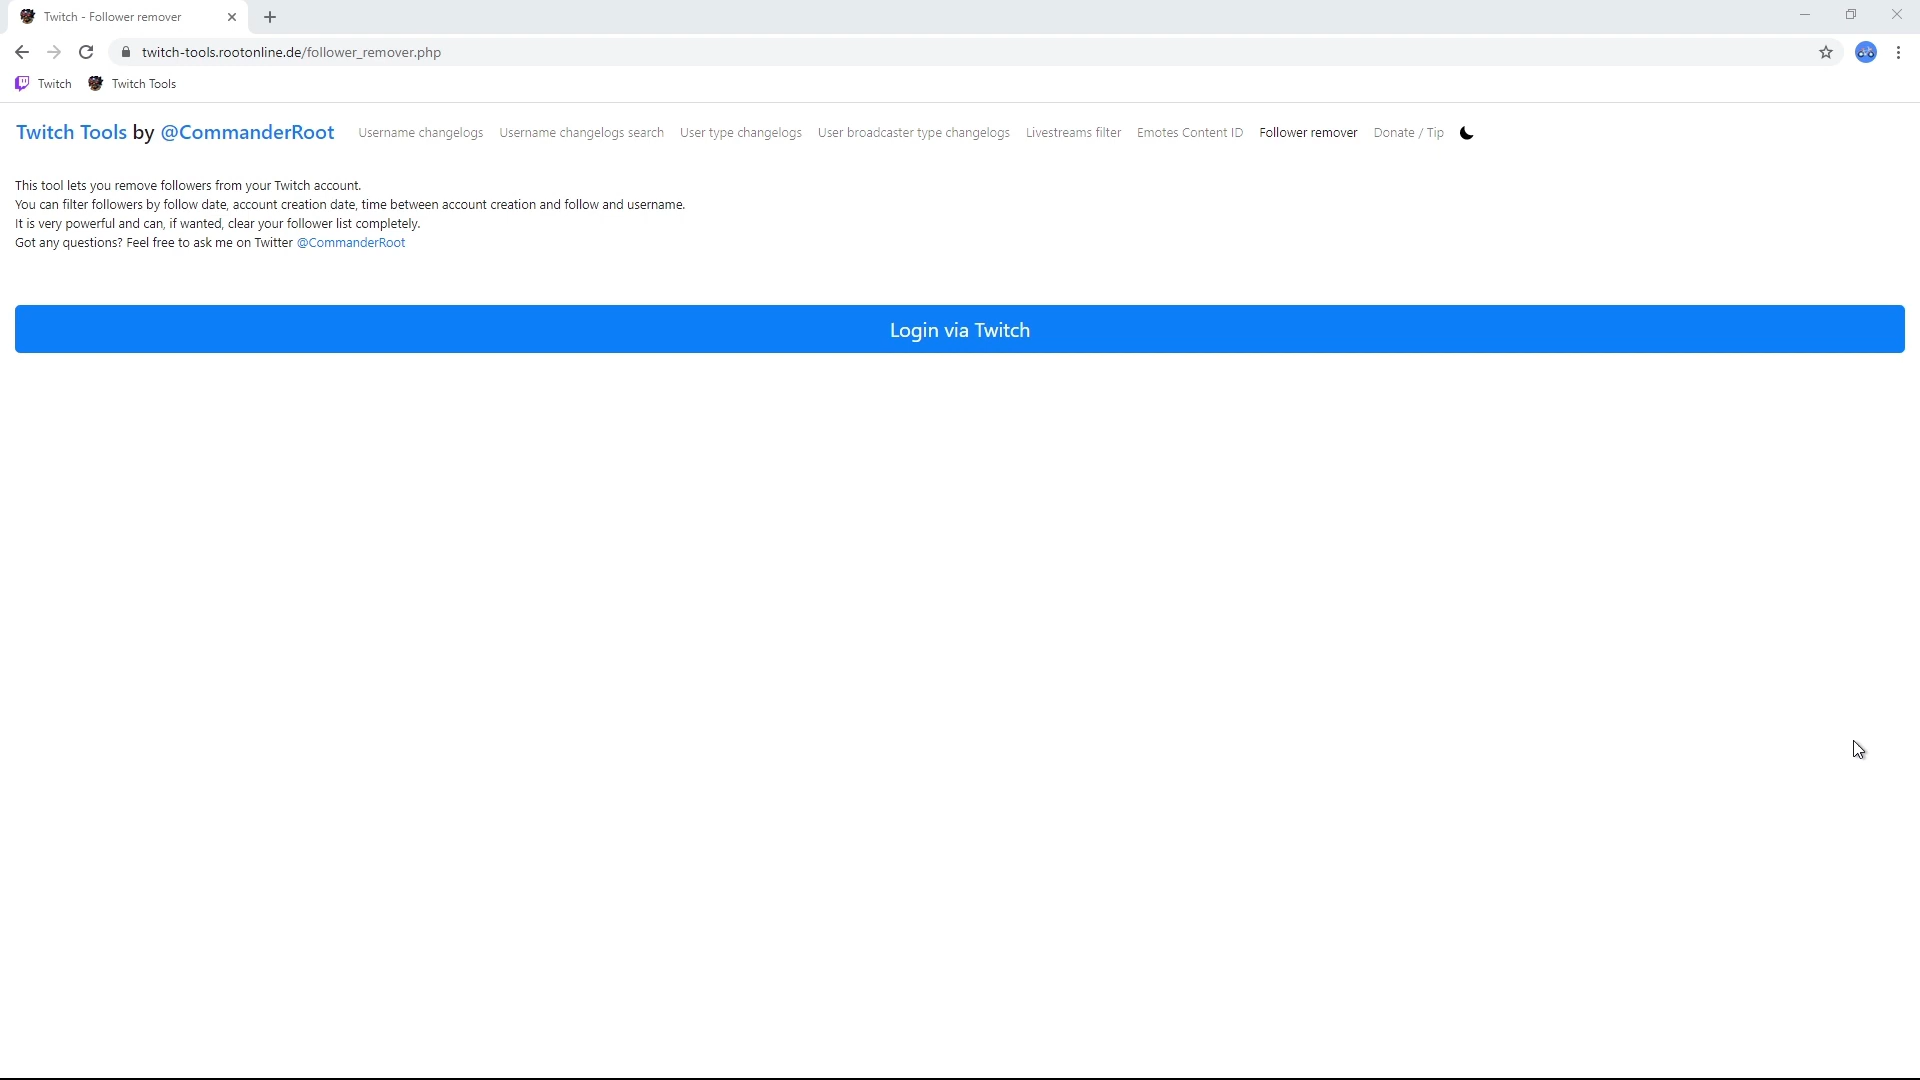 Twitch - Follower remover
twitch-tools.rootonline.de/follower_remover.php
Twitch Twitch Tools
Twitch Tools by @CommanderRoot Username changelogs Username changelogs search User type changelogs User broadcaster type changelogs Livestreams filter Emotes Content ID Follower remover Donate / Tip
This tool lets you remove followers from your Twitch account.
You can filter followers by follow date, account creation date, time between account creation and follow and username.
It is very powerful and can, if wanted, clear your follower list completely.
Got any questions? Feel free to ask me on Twitter @CommanderRoot
Login via Twitch